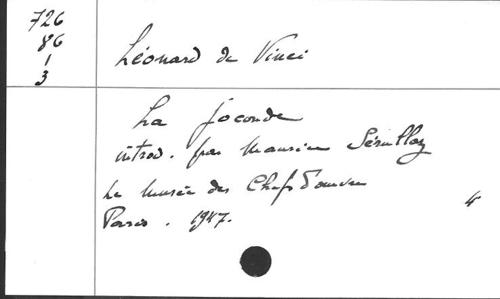 726
86
1
3
Léonard de Vinci
La Joconde
introd. par Maurice Sérullaz
Le Musée des Chefs d'oeuvre
Paris. 1947.
4